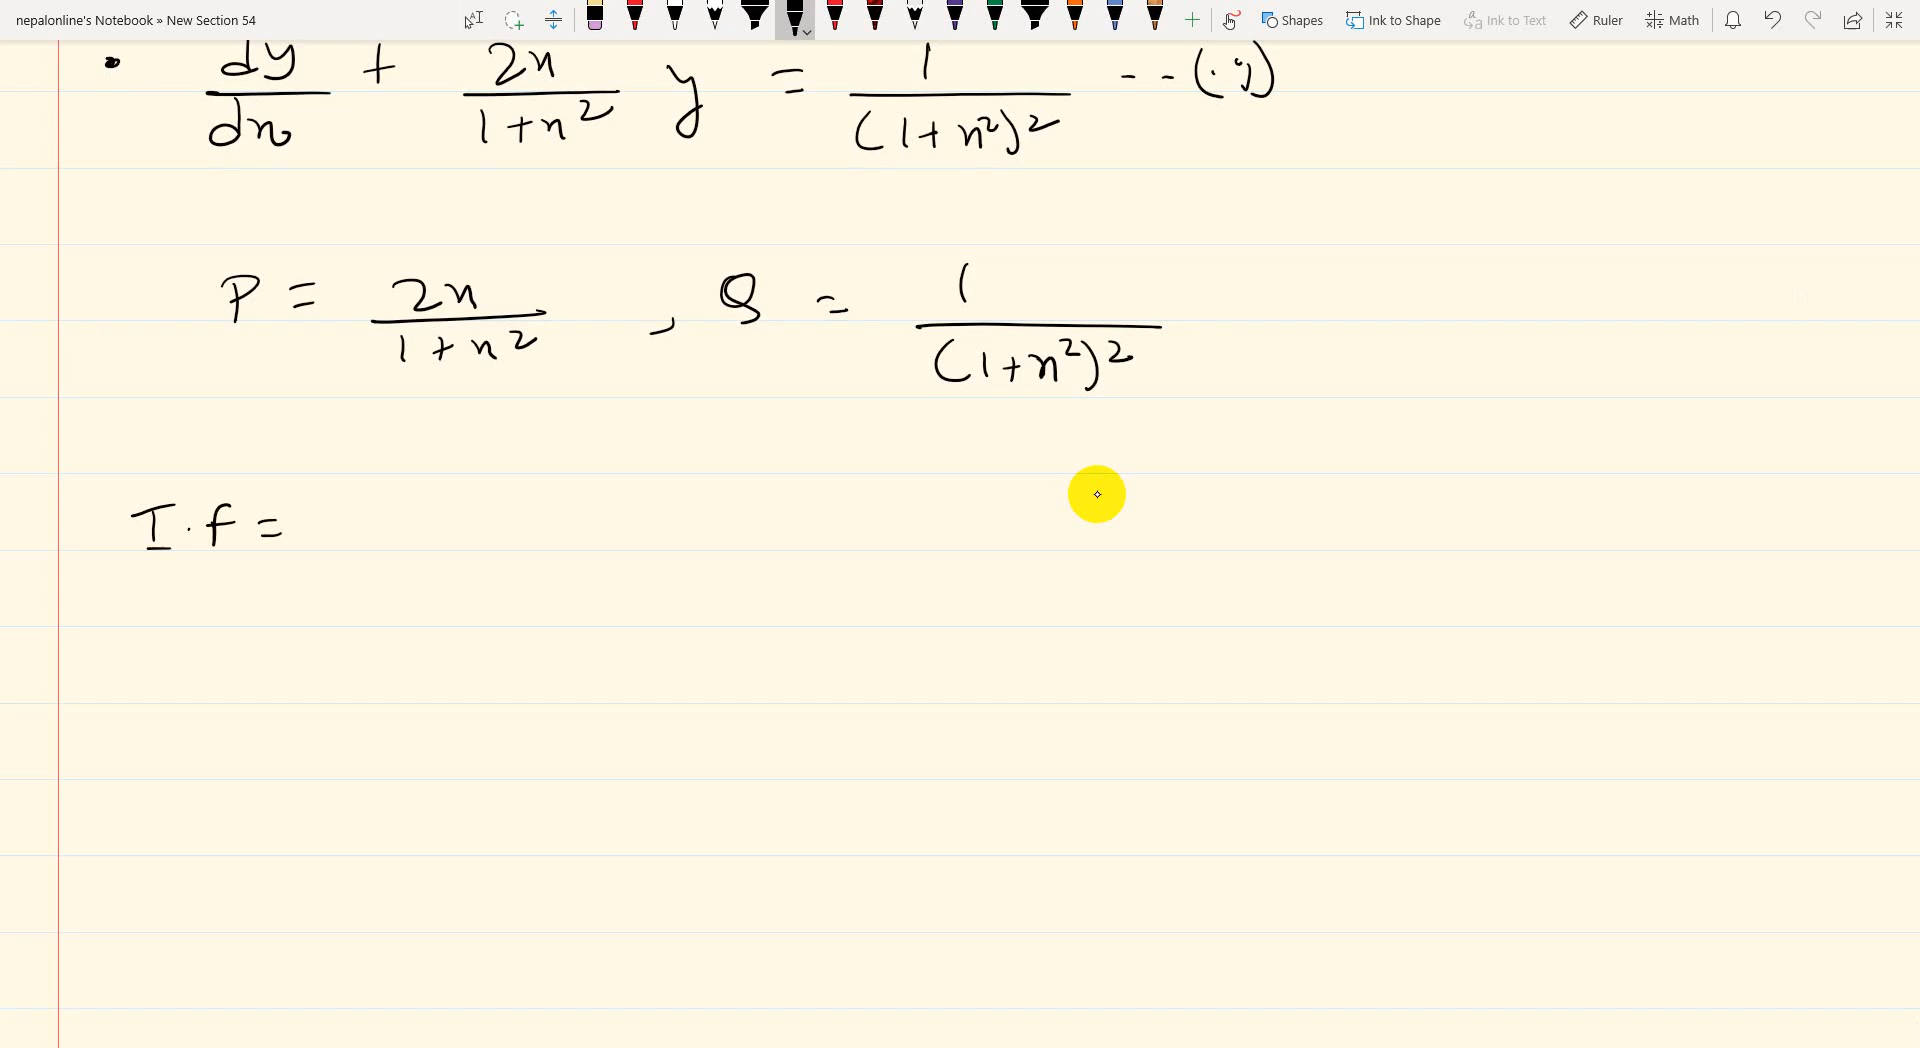 nepalonline's Notebook » New Section 54 Shapes Ink to Shape Ink to Text Ruler Math
dy/dx + 2x/(1+x²) y = 1/(1+x²)² -- (i)
P = 2x/(1+x²) , Q = 1/(1+x²)²
I.f =